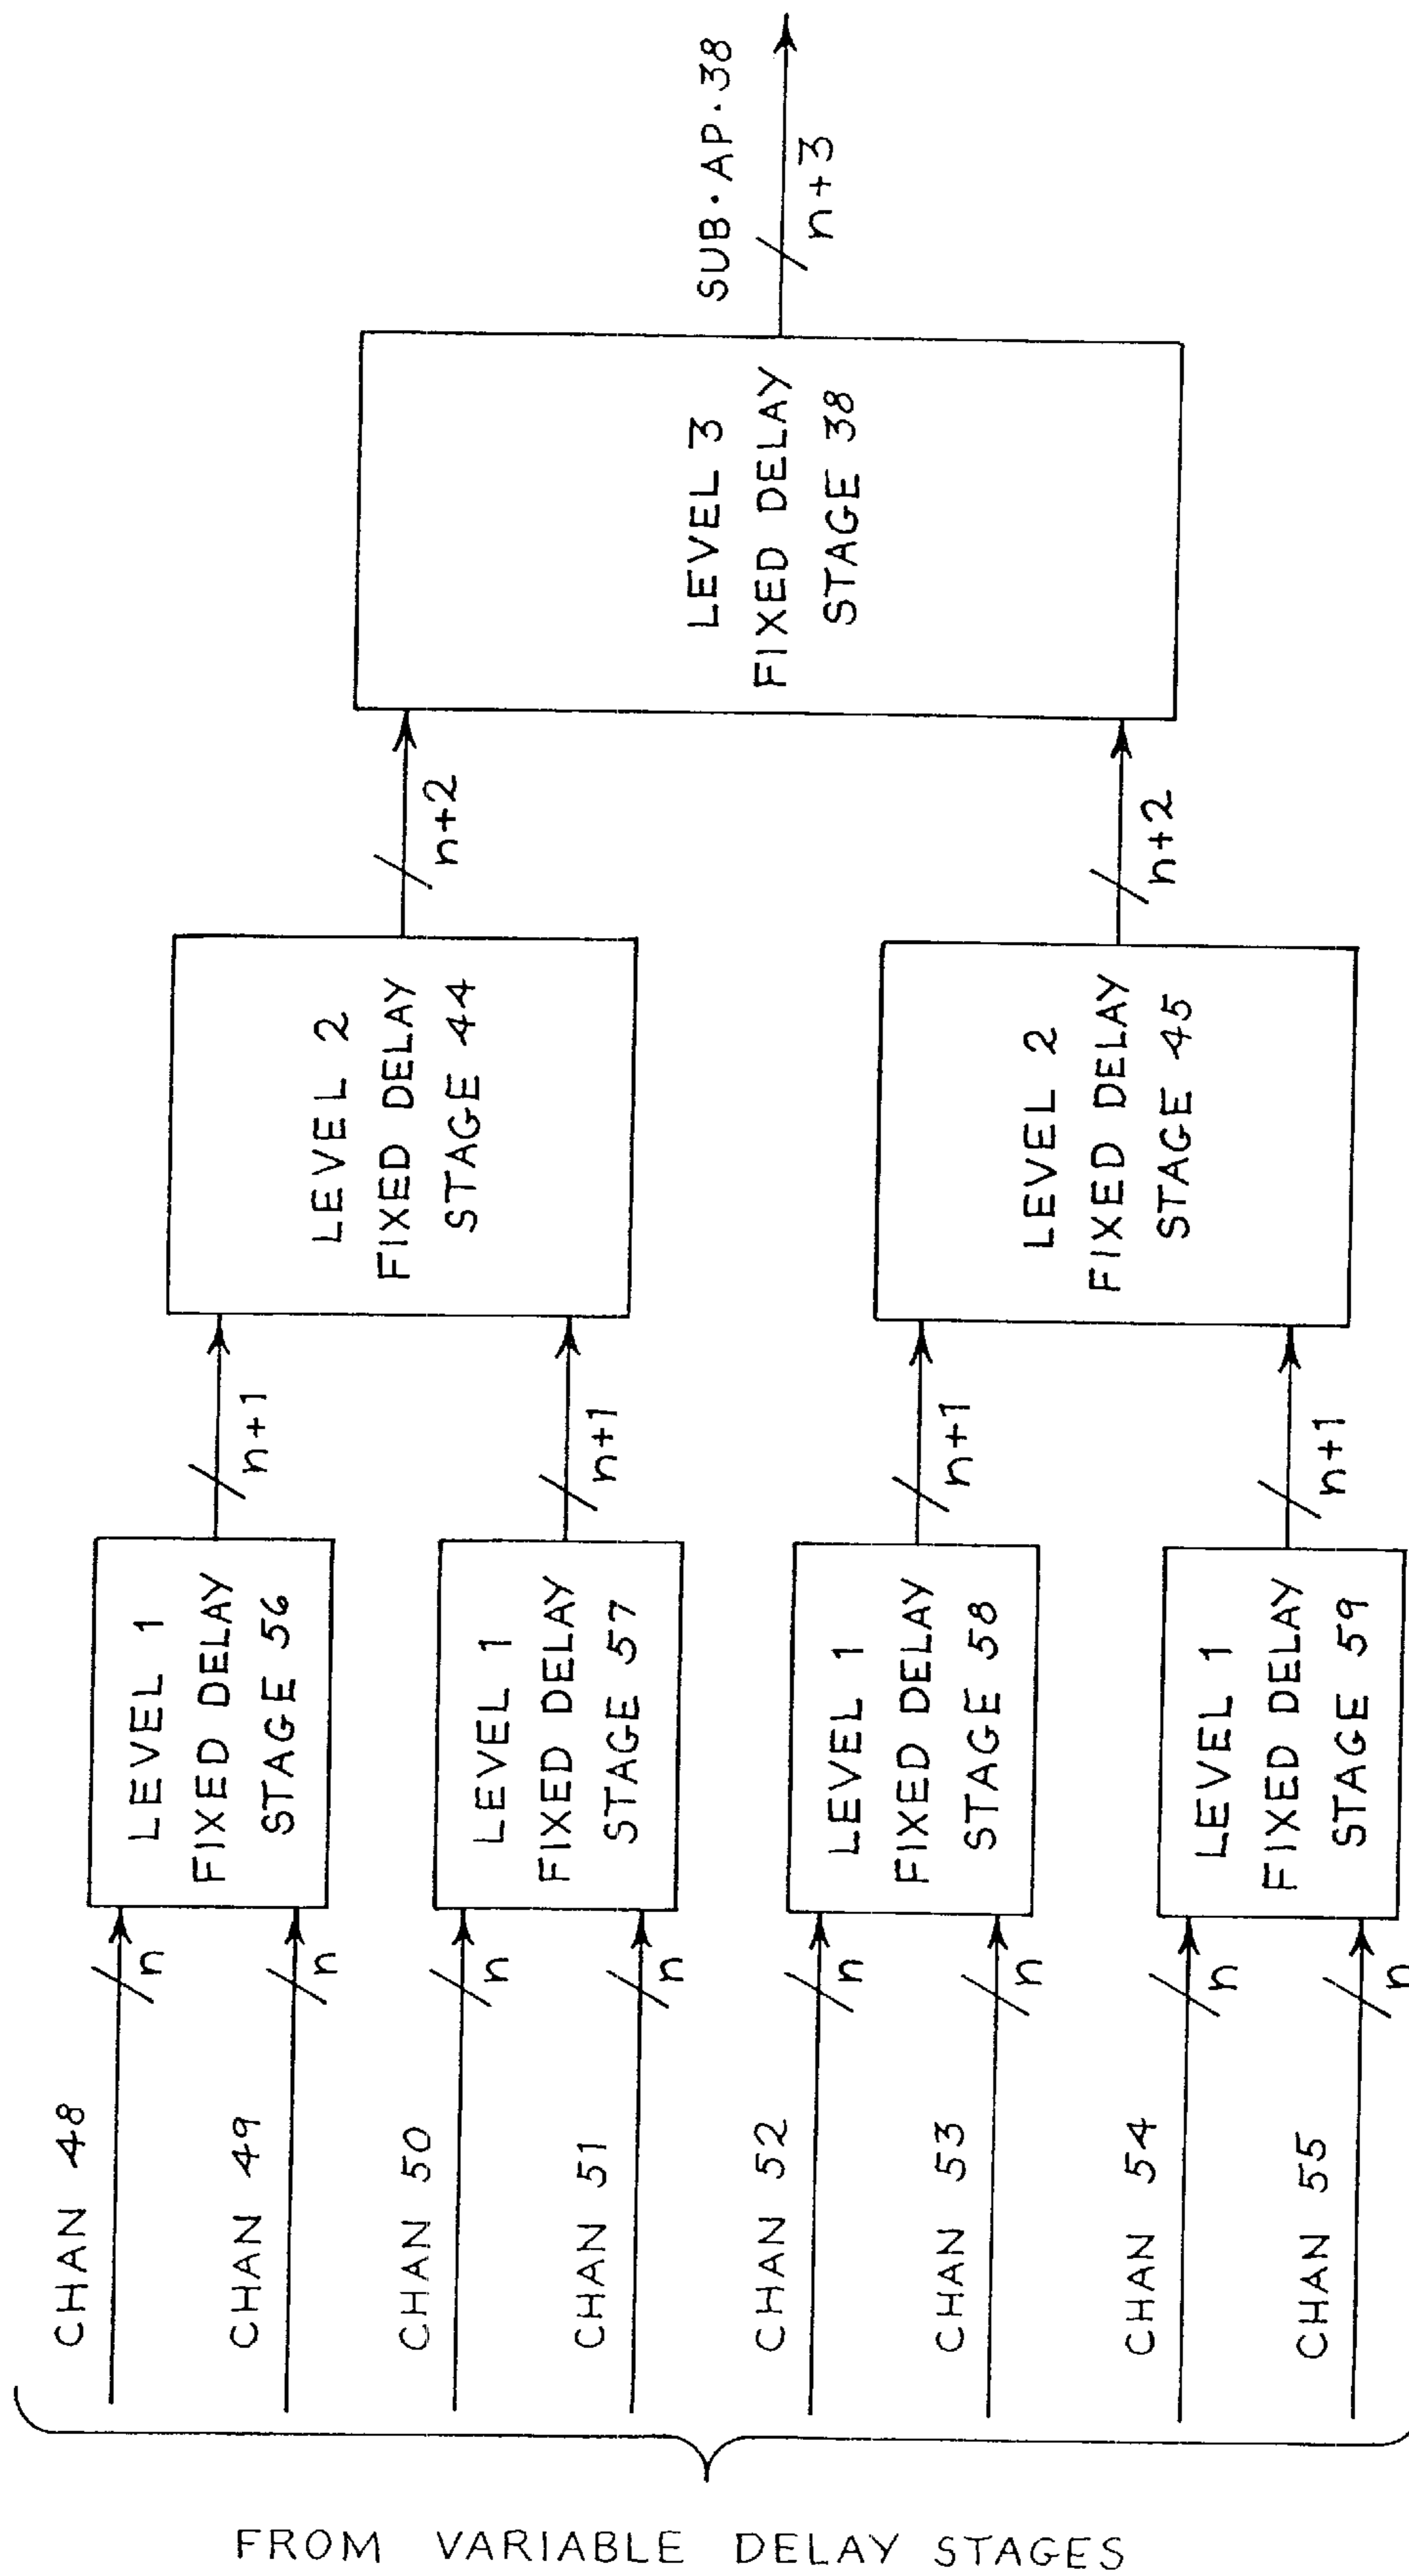 CHAN 48
CHAN 49
CHAN 50
CHAN 51
CHAN 52
CHAN 53
CHAN 54
CHAN 55
n
n
n
n
n
n
n
n
LEVEL 1
FIXED DELAY
STAGE 56
LEVEL 1
FIXED DELAY
STAGE 57
LEVEL 1
FIXED DELAY
STAGE 58
LEVEL 1
FIXED DELAY
STAGE 59
n+1
n+1
n+1
n+1
LEVEL 2
FIXED DELAY
STAGE 44
LEVEL 2
FIXED DELAY
STAGE 45
n+2
n+2
LEVEL 3
FIXED DELAY
STAGE 38
SUB·AP·38
n+3
FROM VARIABLE DELAY STAGES